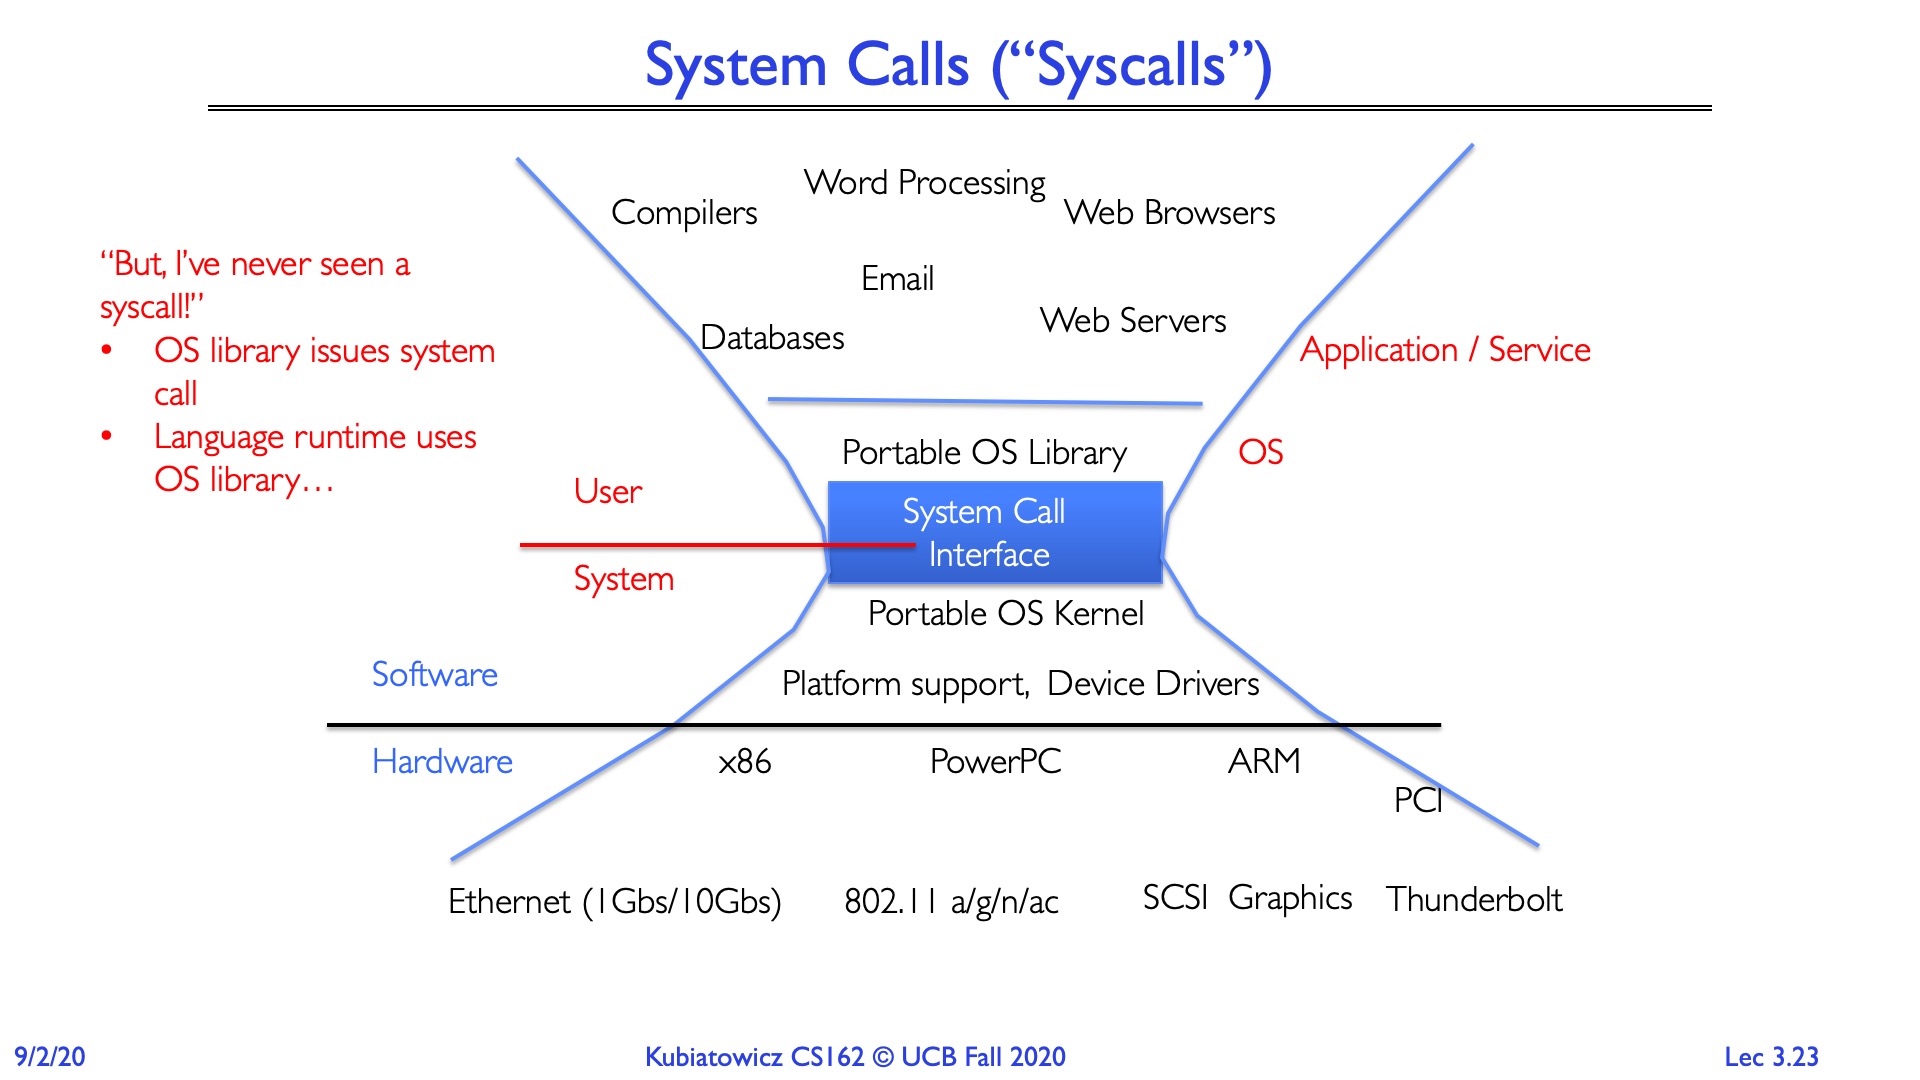 System Calls (“Syscalls”)
Word Processing
Compilers
Web Browsers
“But, I’ve never seen a
syscall!”
• OS library issues system
call
• Language runtime uses
OS library…
Email
Web Servers
Databases
Application / Service
Portable OS Library
OS
User
System Call
Interface
System
Portable OS Kernel
Software
Platform support, Device Drivers
Hardware
x86
PowerPC
ARM
PCI
Ethernet (1Gbs/10Gbs)
802.11 a/g/n/ac
SCSI
Graphics
Thunderbolt
9/2/20
Kubiatowicz CS162 © UCB Fall 2020
Lec 3.23